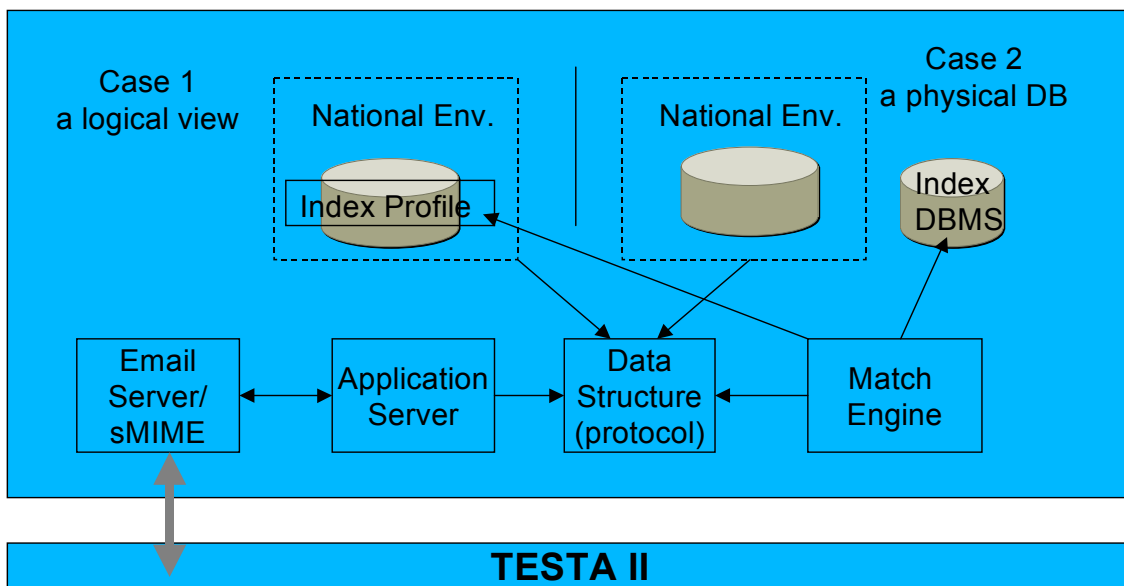 Case 1
a logical view
National Env.
Index Profile
National Env.
Case 2
a physical DB
Index
DBMS
Email
Server/
sMIME
Application
Server
Data
Structure
(protocol)
Match
Engine
TESTA II